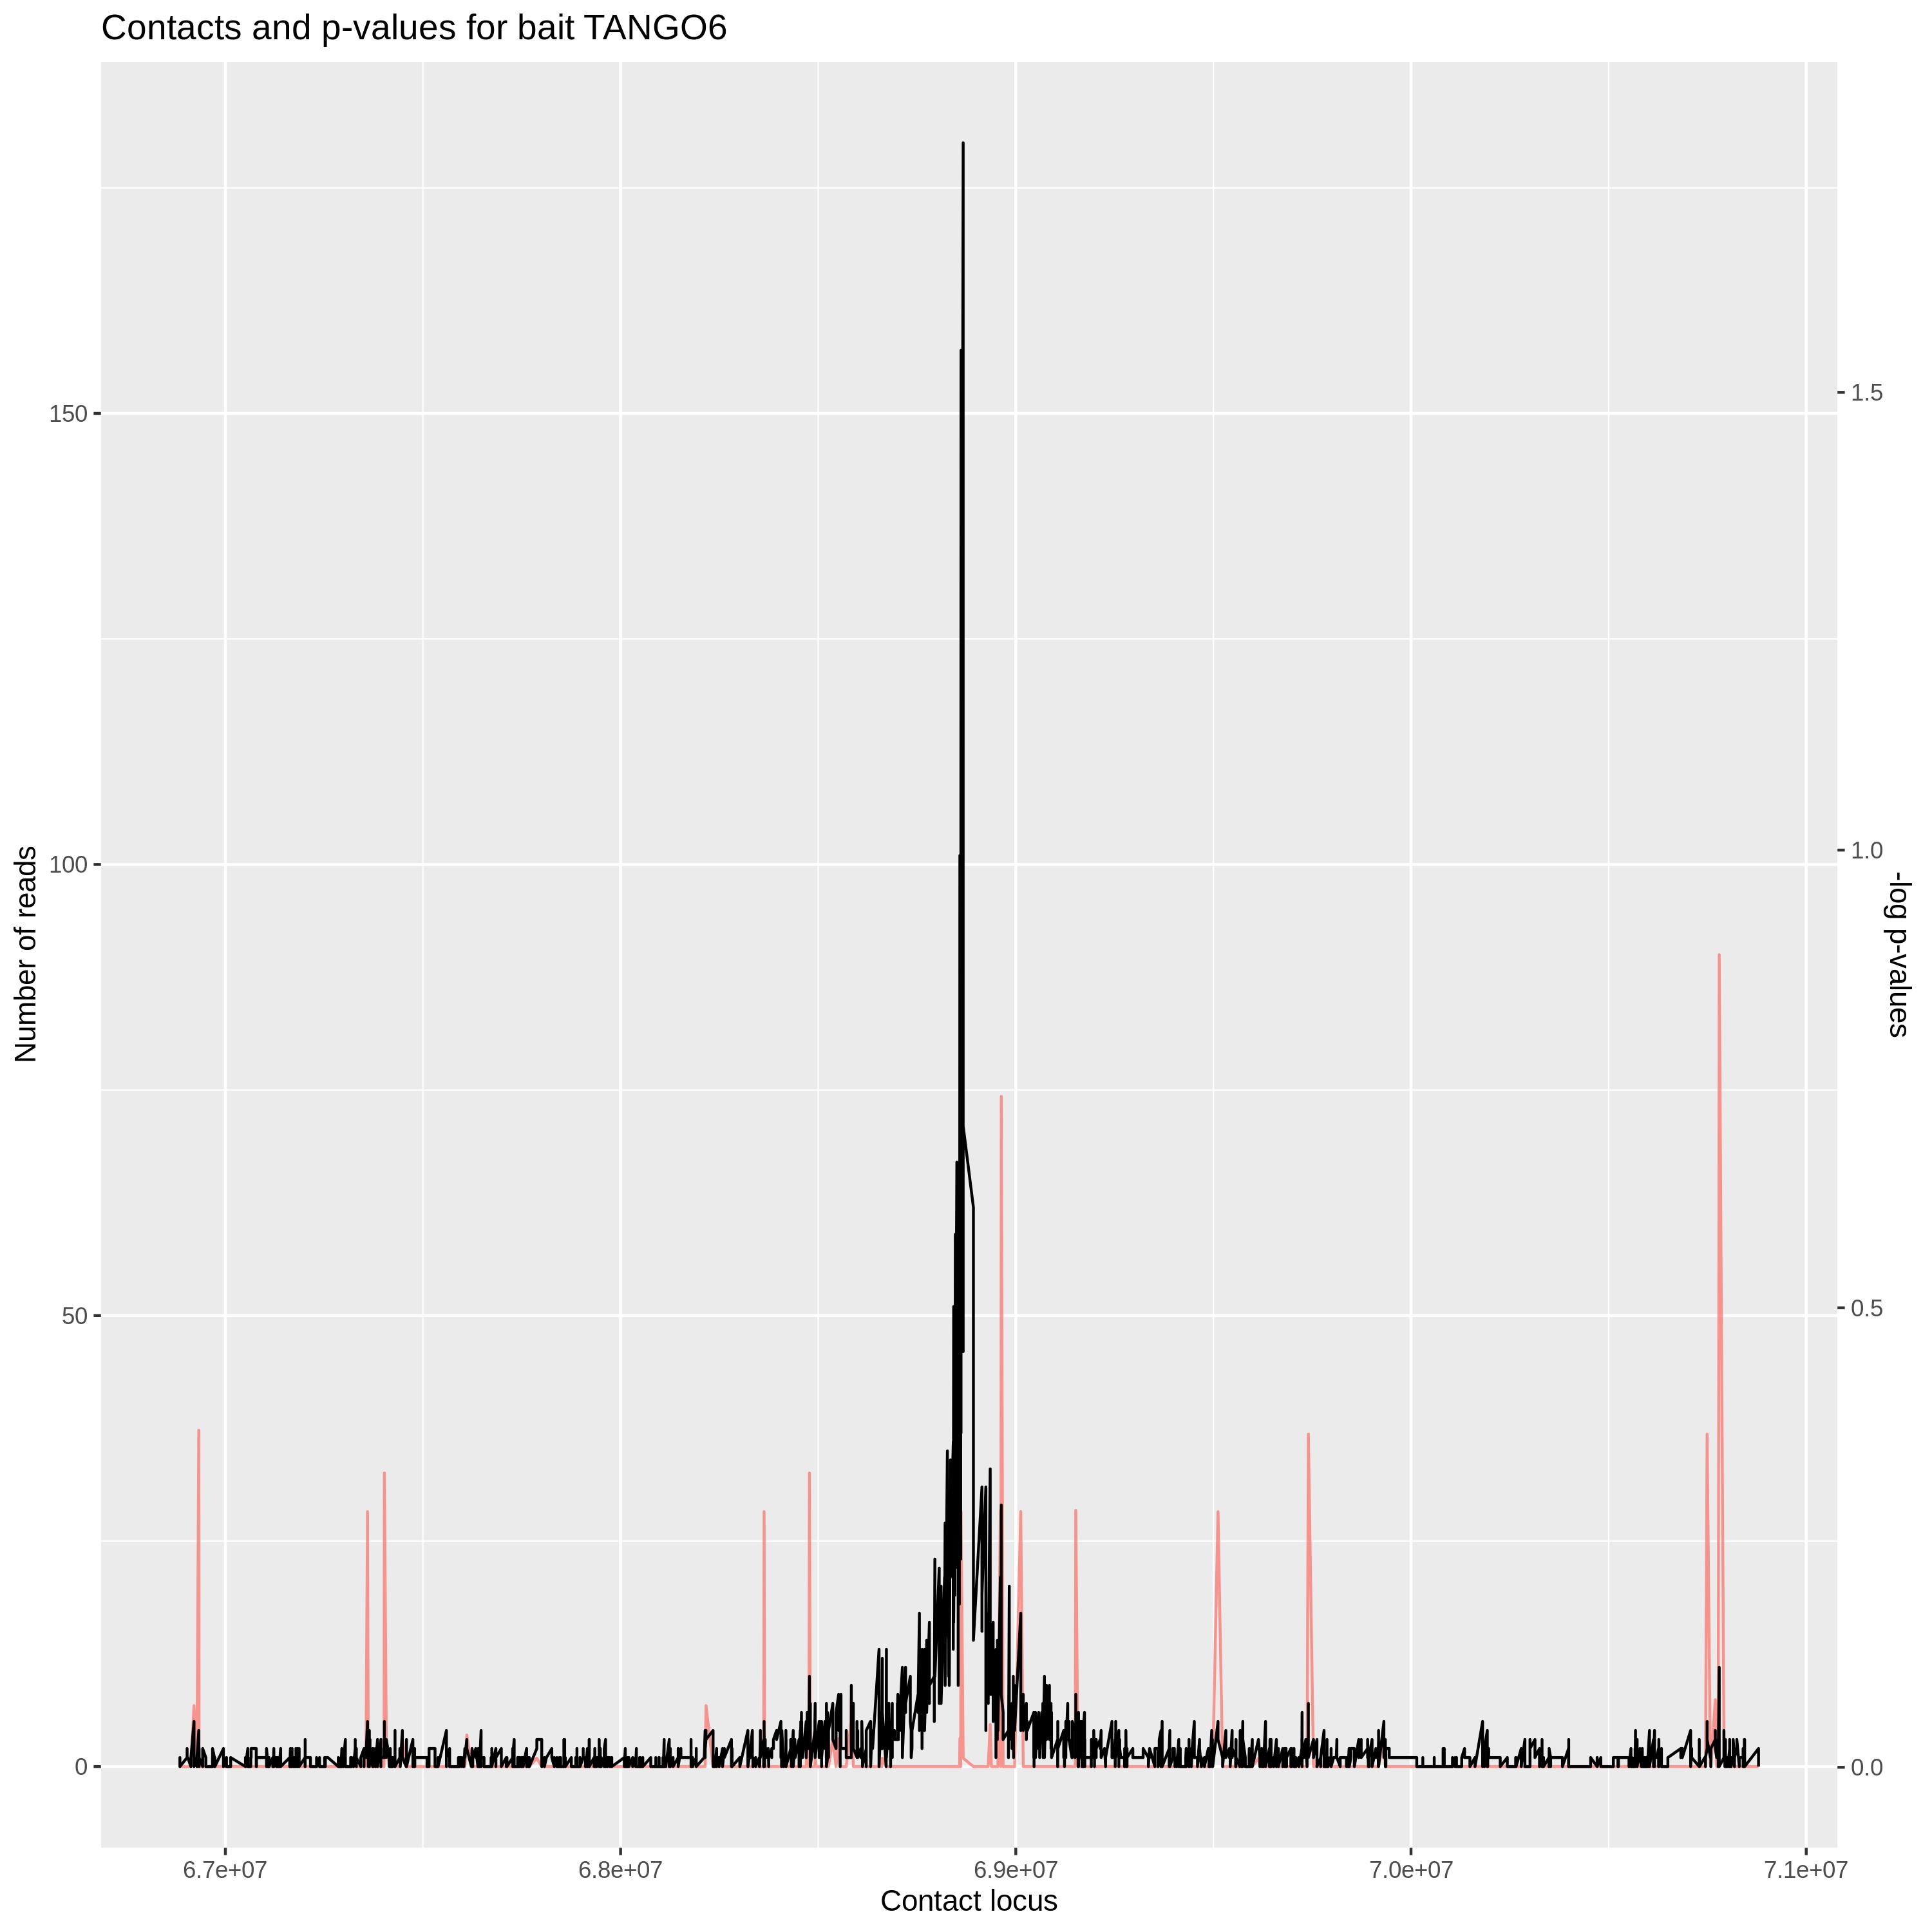 Contacts and p-values for bait TANGO6
Number of reads
150
100
50
0
1.5
1.0
0.5
0.0
-log p-values
6.7e+07
6.8e+07
6.9e+07
7.0e+07
7.1e+07
Contact locus